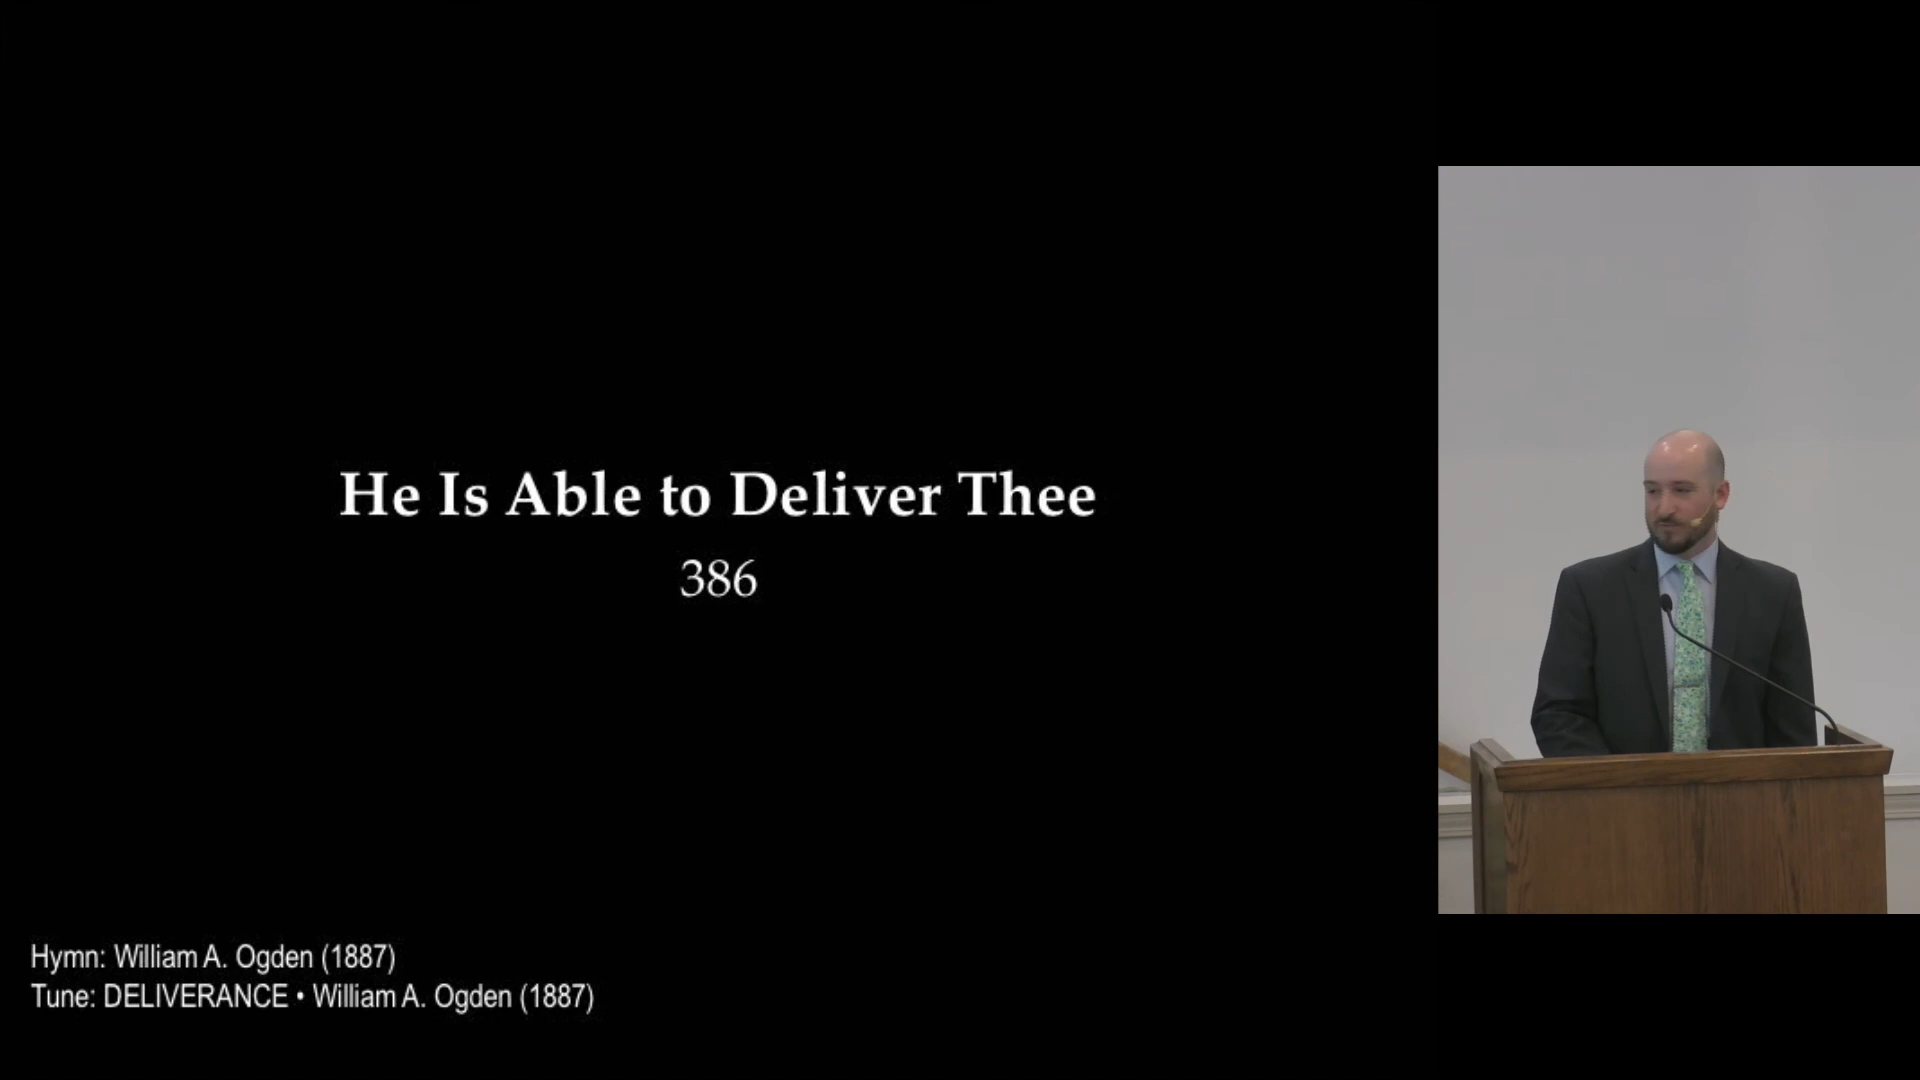 He Is Able to Deliver Thee
386
Hymn: William A. Ogden (1887)
Tune: DELIVERANCE • William A. Ogden (1887)